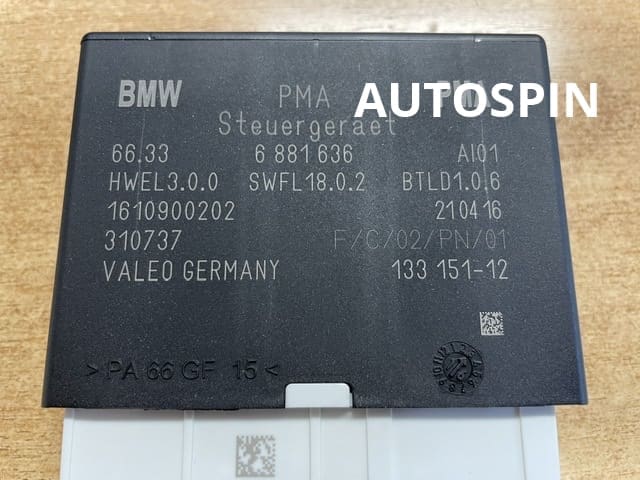 BMW PMA PMA
AUTOSPIN
Steuergeraet
66.33 6 881 636 AI01
HWEL3.0.0 SWFL18.0.2 BTLD1.0.6
1610900202 210416
310737 F/C/02/PN/01
VALEO GERMANY 133 151-12
> PA 66 GF 15 <